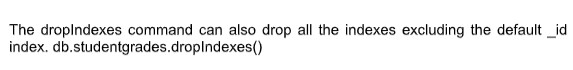 The dropIndexes command can also drop all the indexes excluding the default _id
index. db.studentgrades.dropIndexes()